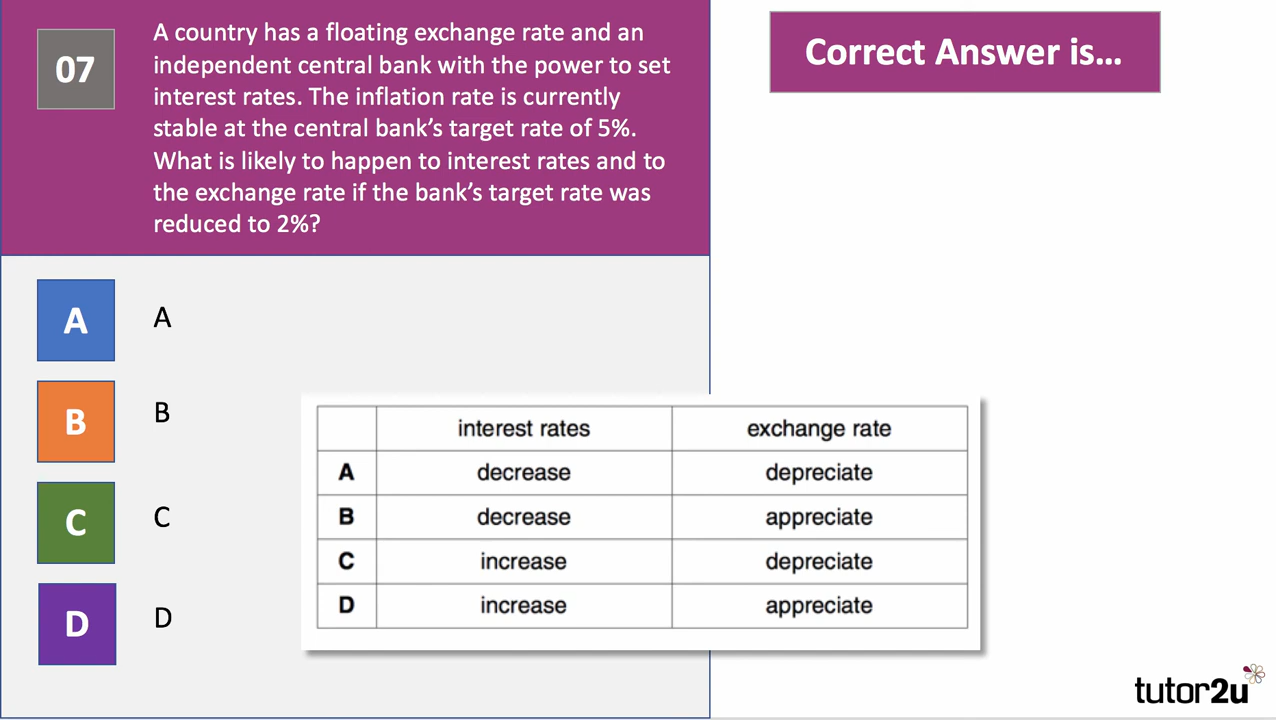 07
A country has a floating exchange rate and an
independent central bank with the power to set
interest rates. The inflation rate is currently
stable at the central bank’s target rate of 5%.
What is likely to happen to interest rates and to
the exchange rate if the bank’s target rate was
reduced to 2%?
Correct Answer is…
A A
B B
C C
D D
interest rates exchange rate
A decrease depreciate
B decrease appreciate
C increase depreciate
D increase appreciate
tutor2u